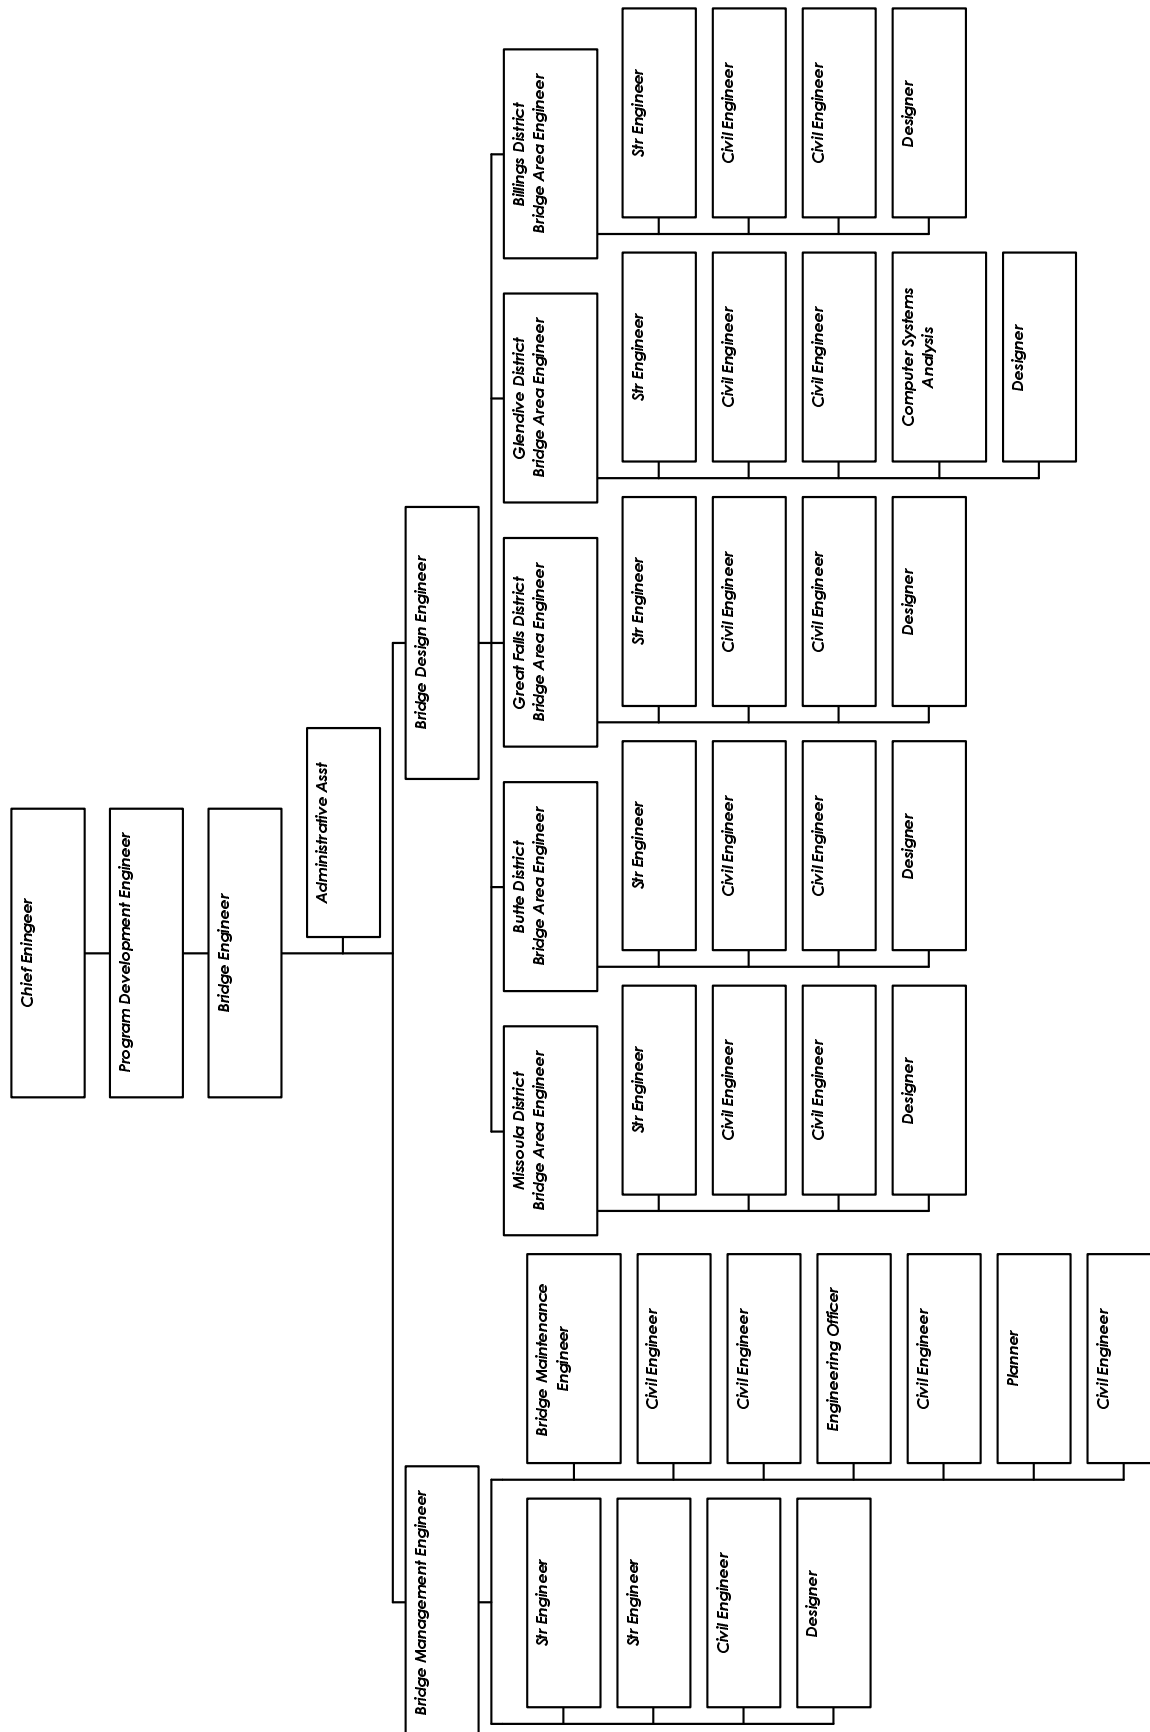 Chief Eningeer
Program Development Engineer
Bridge Engineer
Administrative Asst
Bridge Management Engineer
Bridge Design Engineer
Str Engineer
Str Engineer
Civil Engineer
Designer
Bridge Maintenance
Engineer
Civil Engineer
Civil Engineer
Engineering Officer
Civil Engineer
Planner
Civil Engineer
Missoula District
Bridge Area Engineer
Str Engineer
Civil Engineer
Civil Engineer
Designer
Butte District
Bridge Area Engineer
Str Engineer
Civil Engineer
Civil Engineer
Designer
Great Falls District
Bridge Area Engineer
Str Engineer
Civil Engineer
Civil Engineer
Designer
Glendive District
Bridge Area Engineer
Str Engineer
Civil Engineer
Civil Engineer
Computer Systems
Analysis
Designer
Billings District
Bridge Area Engineer
Str Engineer
Civil Engineer
Civil Engineer
Designer